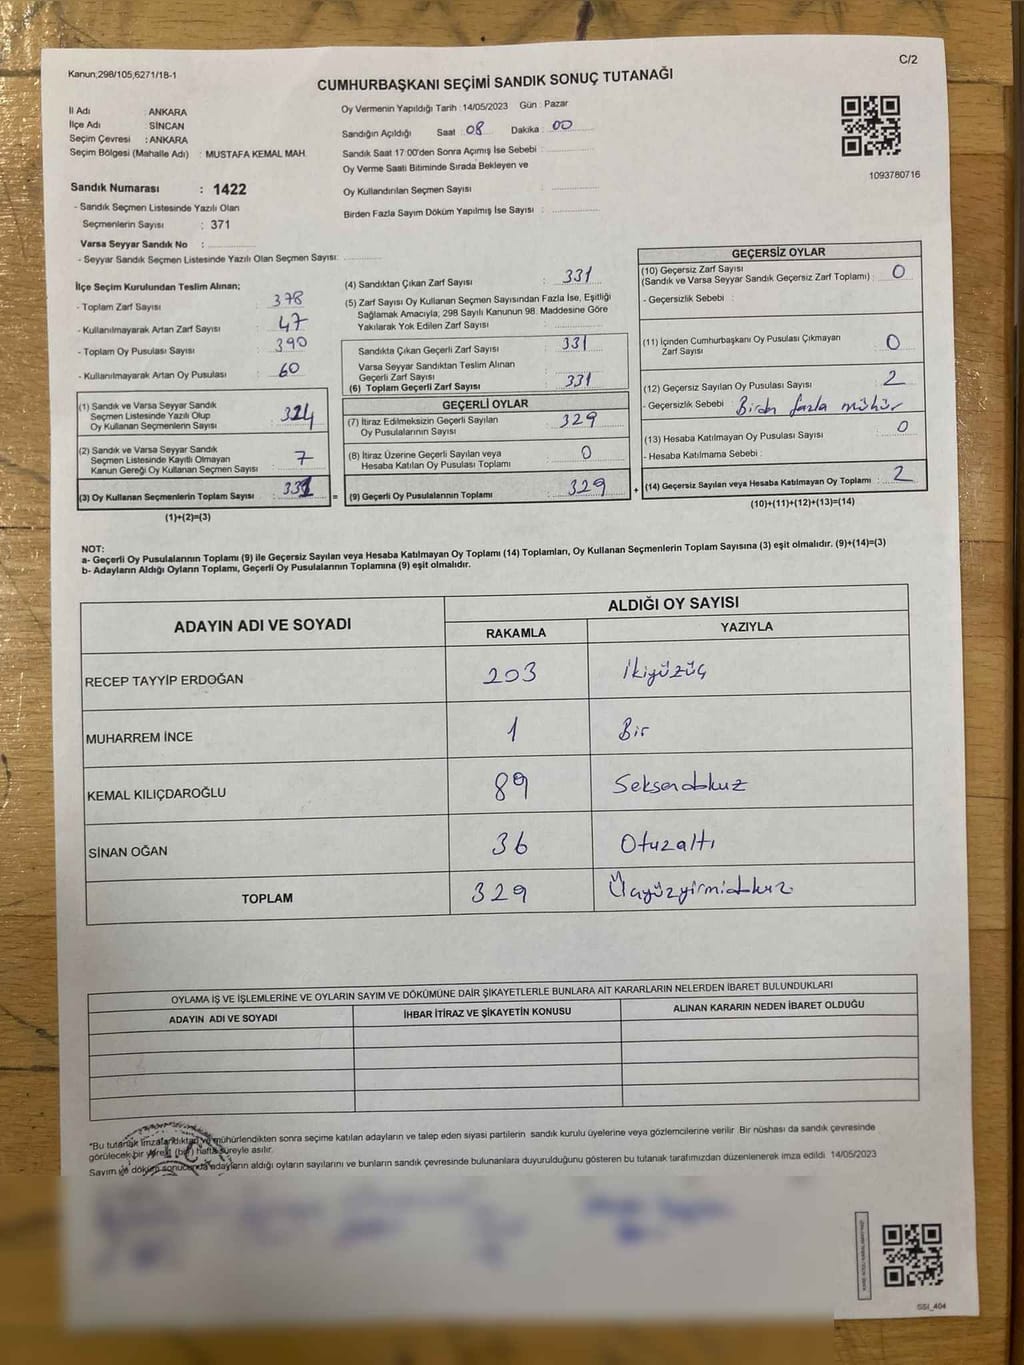 Kanun;298/105,6271/18-1
C/2
CUMHURBAŞKANI SEÇİMİ SANDIK SONUÇ TUTANAĞI
İl Adı ANKARA
İlçe Adı : SİNCAN
Seçim Çevresi : ANKARA
Seçim Bölgesi (Mahalle Adı) : MUSTAFA KEMAL MAH.
Sandık Numarası : 1422
- Sandık Seçmen Listesinde Yazılı Olan
Seçmenlerin Sayısı : 371
Varsa Seyyar Sandık No :
- Seyyar Sandık Seçmen Listesinde Yazılı Olan Seçmen Sayısı:
Oy Vermenin Yapıldığı Tarih : 14/05/2023 Gün : Pazar
Sandığın Açıldığı Saat : 08 Dakika : 00
Sandık Saat 17:00'den Sonra Açımış İse Sebebi :
Oy Verme Saati Bitiminde Sırada Bekleyen ve
Oy Kullandırılan Seçmen Sayısı :
Birden Fazla Sayım Döküm Yapılmış İse Sayısı :
1093780716
İlçe Seçim Kurulundan Teslim Alınan;
- Toplam Zarf Sayısı : 378
- Kullanılmayarak Artan Zarf Sayısı : 47
- Toplam Oy Pusulası Sayısı : 390
- Kullanılmayarak Artan Oy Pusulası : 60
(1) Sandık ve Varsa Seyyar Sandık
Seçmen Listesinde Yazılı Olup
Oy Kullanan Seçmenlerin Sayısı : 324
(2) Sandık ve Varsa Seyyar Sandık
Seçmen Listesinde Kayıtlı Olmayan
Kanun Gereği Oy Kullanan Seçmen Sayısı : 7
(3) Oy Kullanan Seçmenlerin Toplam Sayısı : 331 =
(1)+(2)=(3)
(4) Sandıktan Çıkan Zarf Sayısı : 331
(5) Zarf Sayısı Oy Kullanan Seçmen Sayısından Fazla İse, Eşitliği
Sağlamak Amacıyla, 298 Sayılı Kanunun 98. Maddesine Göre
Yakılarak Yok Edilen Zarf Sayısı :
Sandıkta Çıkan Geçerli Zarf Sayısı : 331
Varsa Seyyar Sandıktan Teslim Alınan
Geçerli Zarf Sayısı :
(6) Toplam Geçerli Zarf Sayısı : 331
GEÇERLİ OYLAR
(7) İtiraz Edilmeksizin Geçerli Sayılan
Oy Pusulalarının Sayısı : 329
(8) İtiraz Üzerine Geçerli Sayılan veya
Hesaba Katılan Oy Pusulası Toplamı : 0
(9) Geçerli Oy Pusulalarının Toplamı : 329 +
GEÇERSİZ OYLAR
(10) Geçersiz Zarf Sayısı
(Sandık ve Varsa Seyyar Sandık Geçersiz Zarf Toplamı) : 0
- Geçersizlik Sebebi :
(11) İçinden Cumhurbaşkanı Oy Pusulası Çıkmayan
Zarf Sayısı : 0
(12) Geçersiz Sayılan Oy Pusulası Sayısı : 2
- Geçersizlik Sebebi : Birden fazla mühür
(13) Hesaba Katılmayan Oy Pusulası Sayısı : 0
- Hesaba Katılmama Sebebi :
(14) Geçersiz Sayılan veya Hesaba Katılmayan Oy Toplamı : 2
(10)+(11)+(12)+(13)=(14)
NOT:
a- Geçerli Oy Pusulalarının Toplamı (9) ile Geçersiz Sayılan veya Hesaba Katılmayan Oy Toplamı (14) Toplamları, Oy Kullanan Seçmenlerin Toplam Sayısına (3) eşit olmalıdır. (9)+(14)=(3)
b- Adayların Aldığı Oyların Toplamı, Geçerli Oy Pusulalarının Toplamına (9) eşit olmalıdır.
ADAYIN ADI VE SOYADI
ALDIĞI OY SAYISI
RAKAMLA YAZIYLA
RECEP TAYYİP ERDOĞAN 203 İkiyüzüç
MUHARREM İNCE 1 Bir
KEMAL KILIÇDAROĞLU 89 Seksendokuz
SİNAN OĞAN 36 Otuzaltı
TOPLAM 329 Üçyüzyirmidokuz
OYLAMA İŞ VE İŞLEMLERİNE VE OYLARIN SAYIM VE DÖKÜMÜNE DAİR ŞİKAYETLERLE BUNLARA AİT KARARLARIN NELERDEN İBARET BULUNDUKLARI
ADAYIN ADI VE SOYADI İHBAR İTİRAZ VE ŞİKAYETİN KONUSU ALINAN KARARIN NEDEN İBARET OLDUĞU
*Bu tutanak imzalandıktan ve mühürlendikten sonra seçime katılan adayların ve talep eden siyasi partilerin sandık kurulu üyelerine veya gözlemcilerine verilir. Bir nüshası da sandık çevresinde
görülecek bir yere (bir) hafta süreyle asılır.
Sayım ve döküm sonucunda adayların aldığı oyların sayılarını ve bunların sandık çevresinde bulunanlara duyurulduğunu gösteren bu tutanak tarafımızdan düzenlenerek imza edildi. 14/05/2023
SSI_404